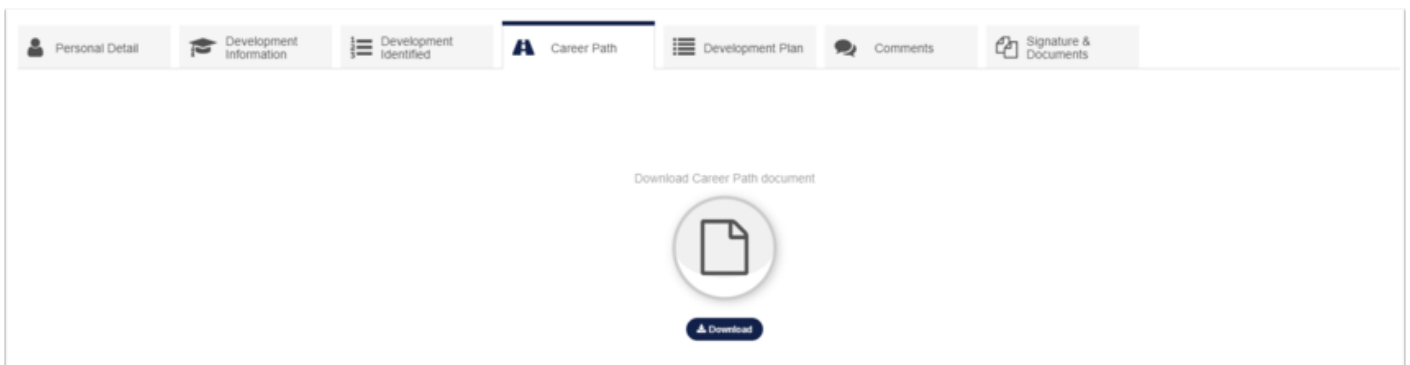 Personal Detail
Development
Information
Development
Identified
Career Path
Development Plan
Comments
Signature &
Documents
Download Career Path document
Download